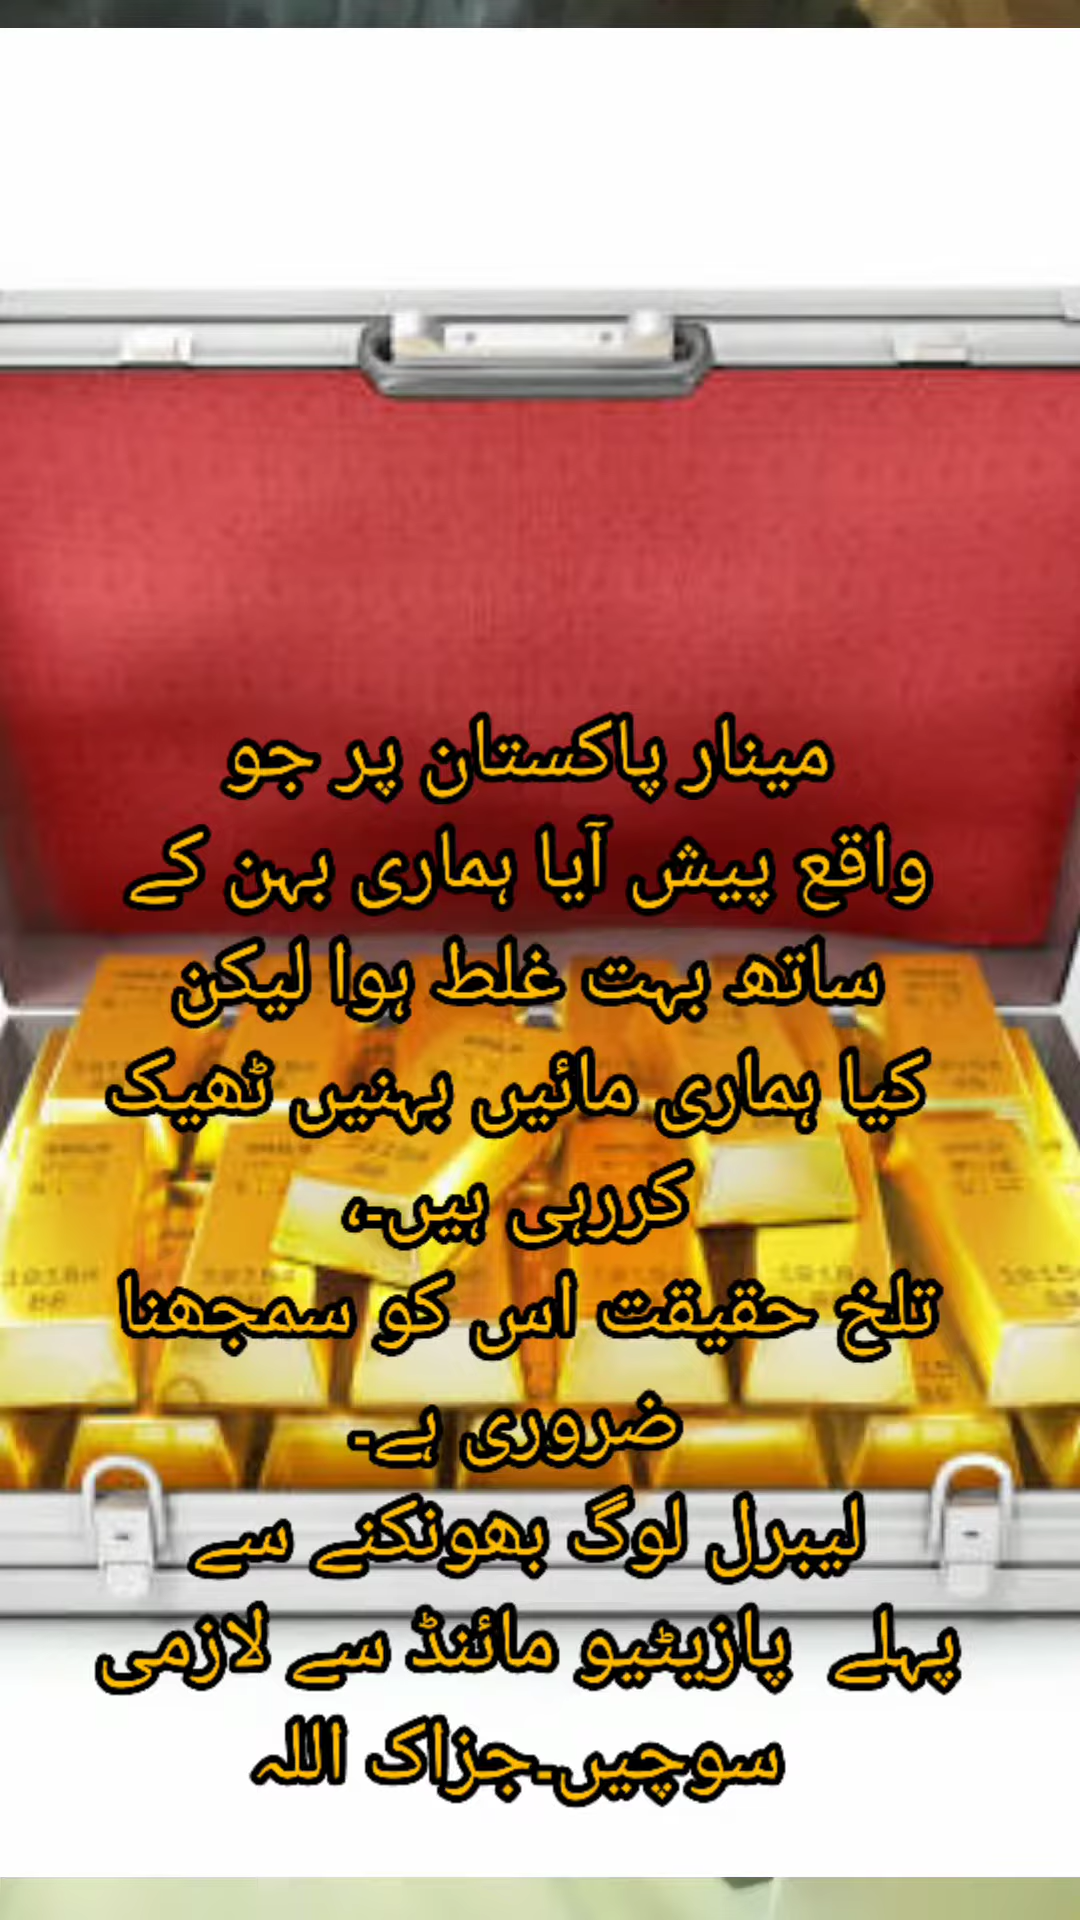 مینار پاکستان پر جو
واقع پیش آیا ہماری بہن کے
ساتھ بہت غلط ہوا لیکن
کیا ہماری مائیں بہنیں ٹھیک
کررہی ہیں۔،
تلخ حقیقت اس کو سمجھنا
ضروری ہے۔
لیبرل لوگ بھونکنے سے
پہلے پازیٹیو مائنڈ سے لازمی
سوچیں۔جزاک اللہ